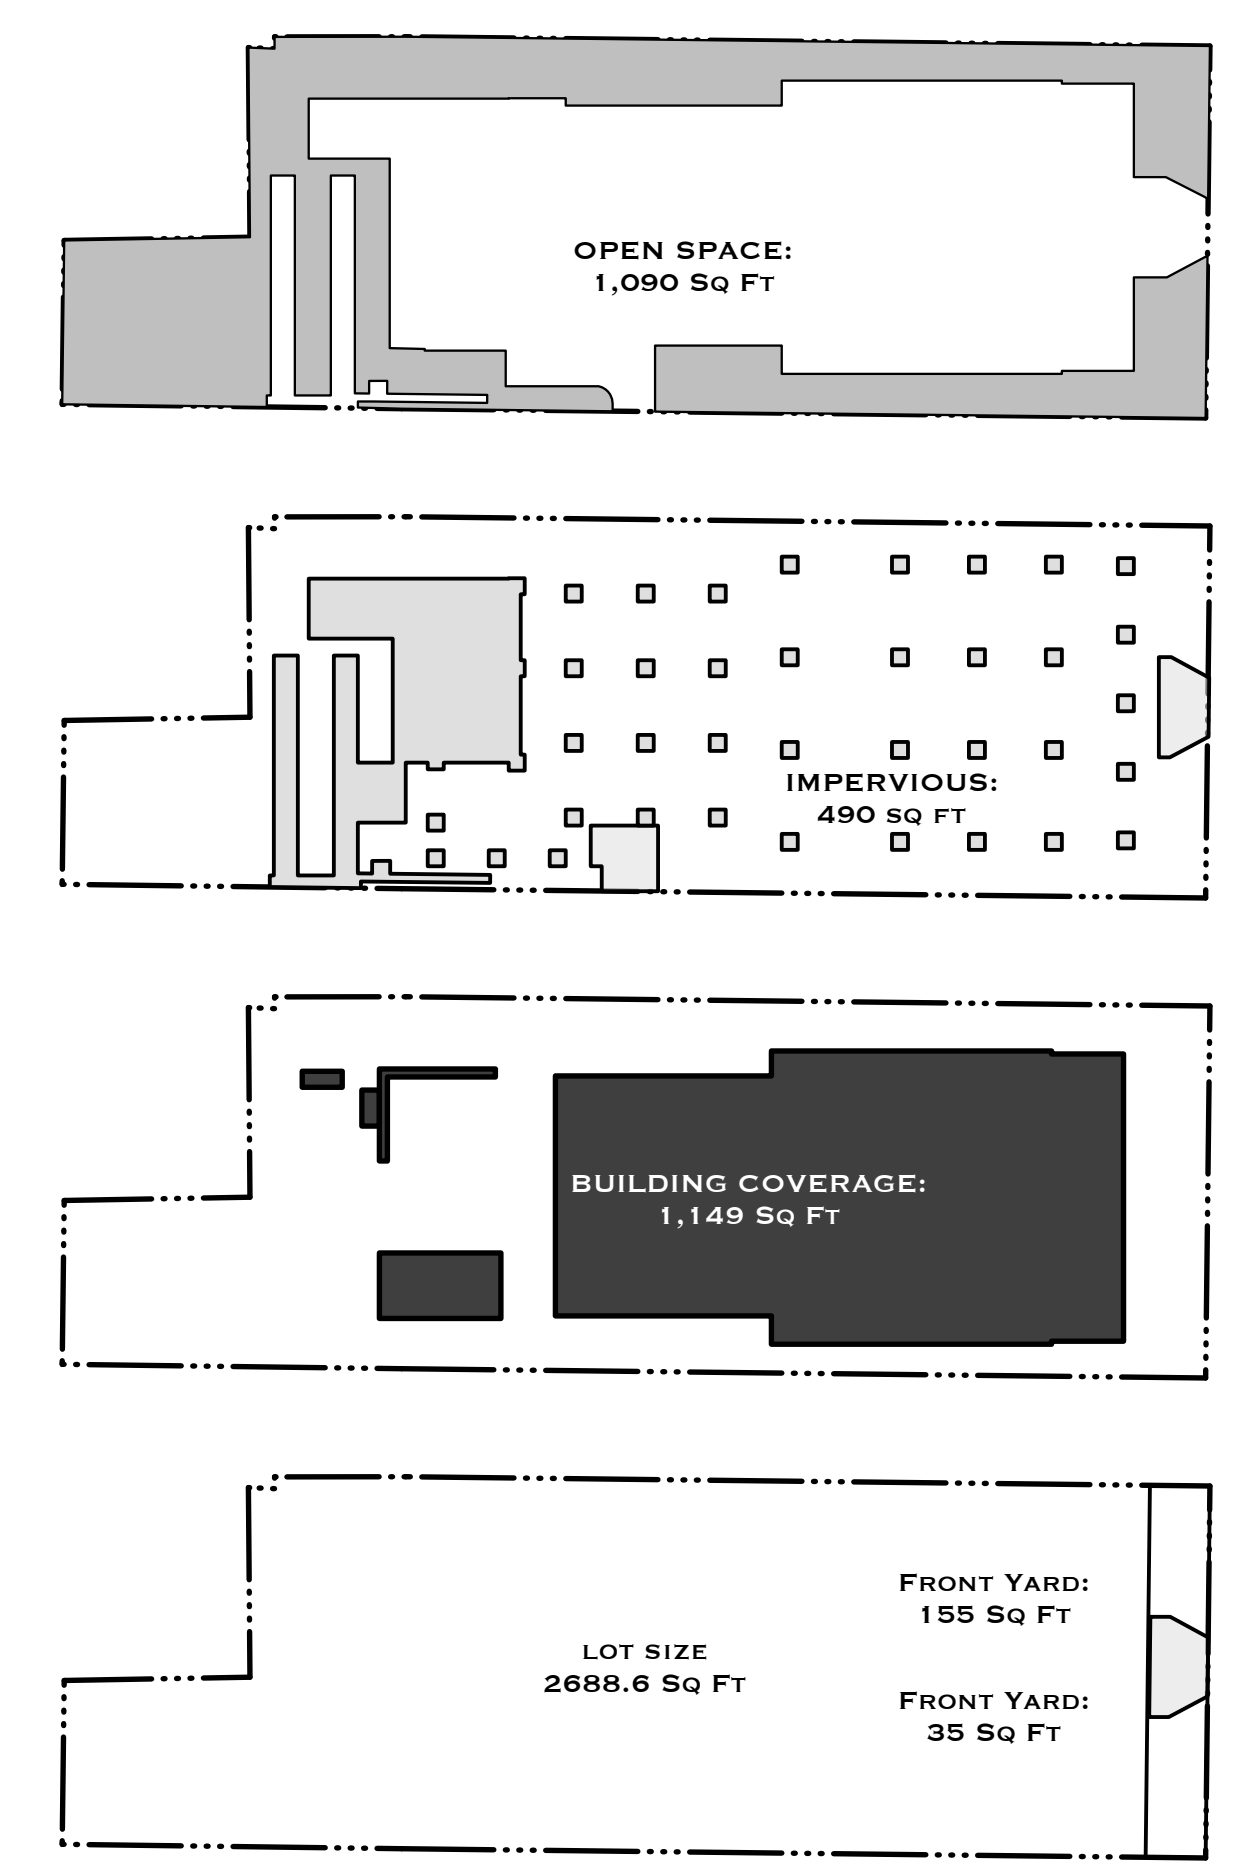 OPEN SPACE:
1,090 SQ FT
IMPERVIOUS:
490 SQ FT
BUILDING COVERAGE:
1,149 SQ FT
FRONT YARD:
155 SQ FT
LOT SIZE
2688.6 SQ FT
FRONT YARD:
35 SQ FT